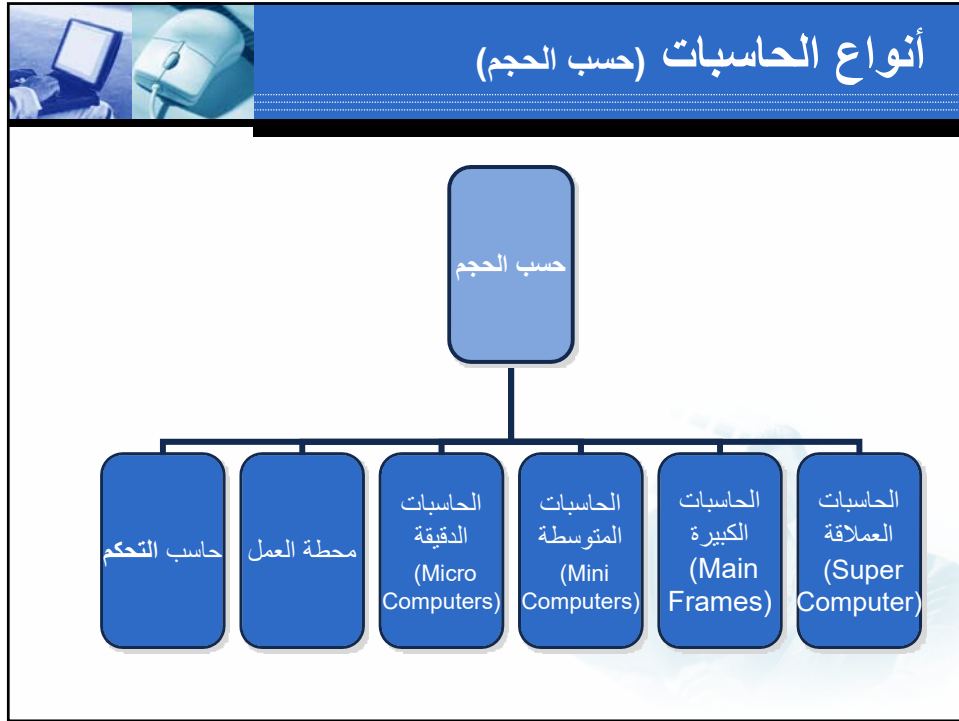 أنواع الحاسبات (حسب الحجم)
حسب الحجم
الحاسبات
العملاقة
(Super
Computer)
الحاسبات
الكبيرة
(Main
Frames)
الحاسبات
المتوسطة
(Mini
Computers)
الحاسبات
الدقيقة
(Micro
Computers)
محطة العمل
حاسب التحكم